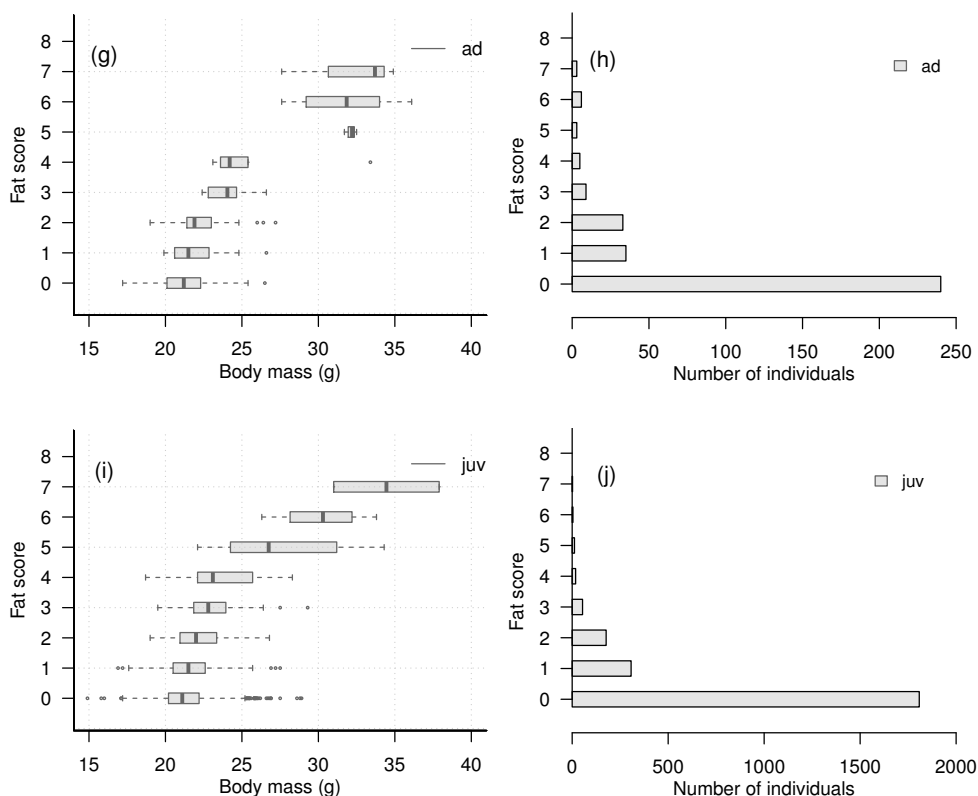 (g)
ad
8
7
6
5
4
3
2
1
0
Fat score
15 20 25 30 35 40
Body mass (g)
(h)
ad
8
7
6
5
4
3
2
1
0
Fat score
0 50 100 150 200 250
Number of individuals
(i)
juv
8
7
6
5
4
3
2
1
0
Fat score
15 20 25 30 35 40
Body mass (g)
(j)
juv
8
7
6
5
4
3
2
1
0
Fat score
0 500 1000 1500 2000
Number of individuals